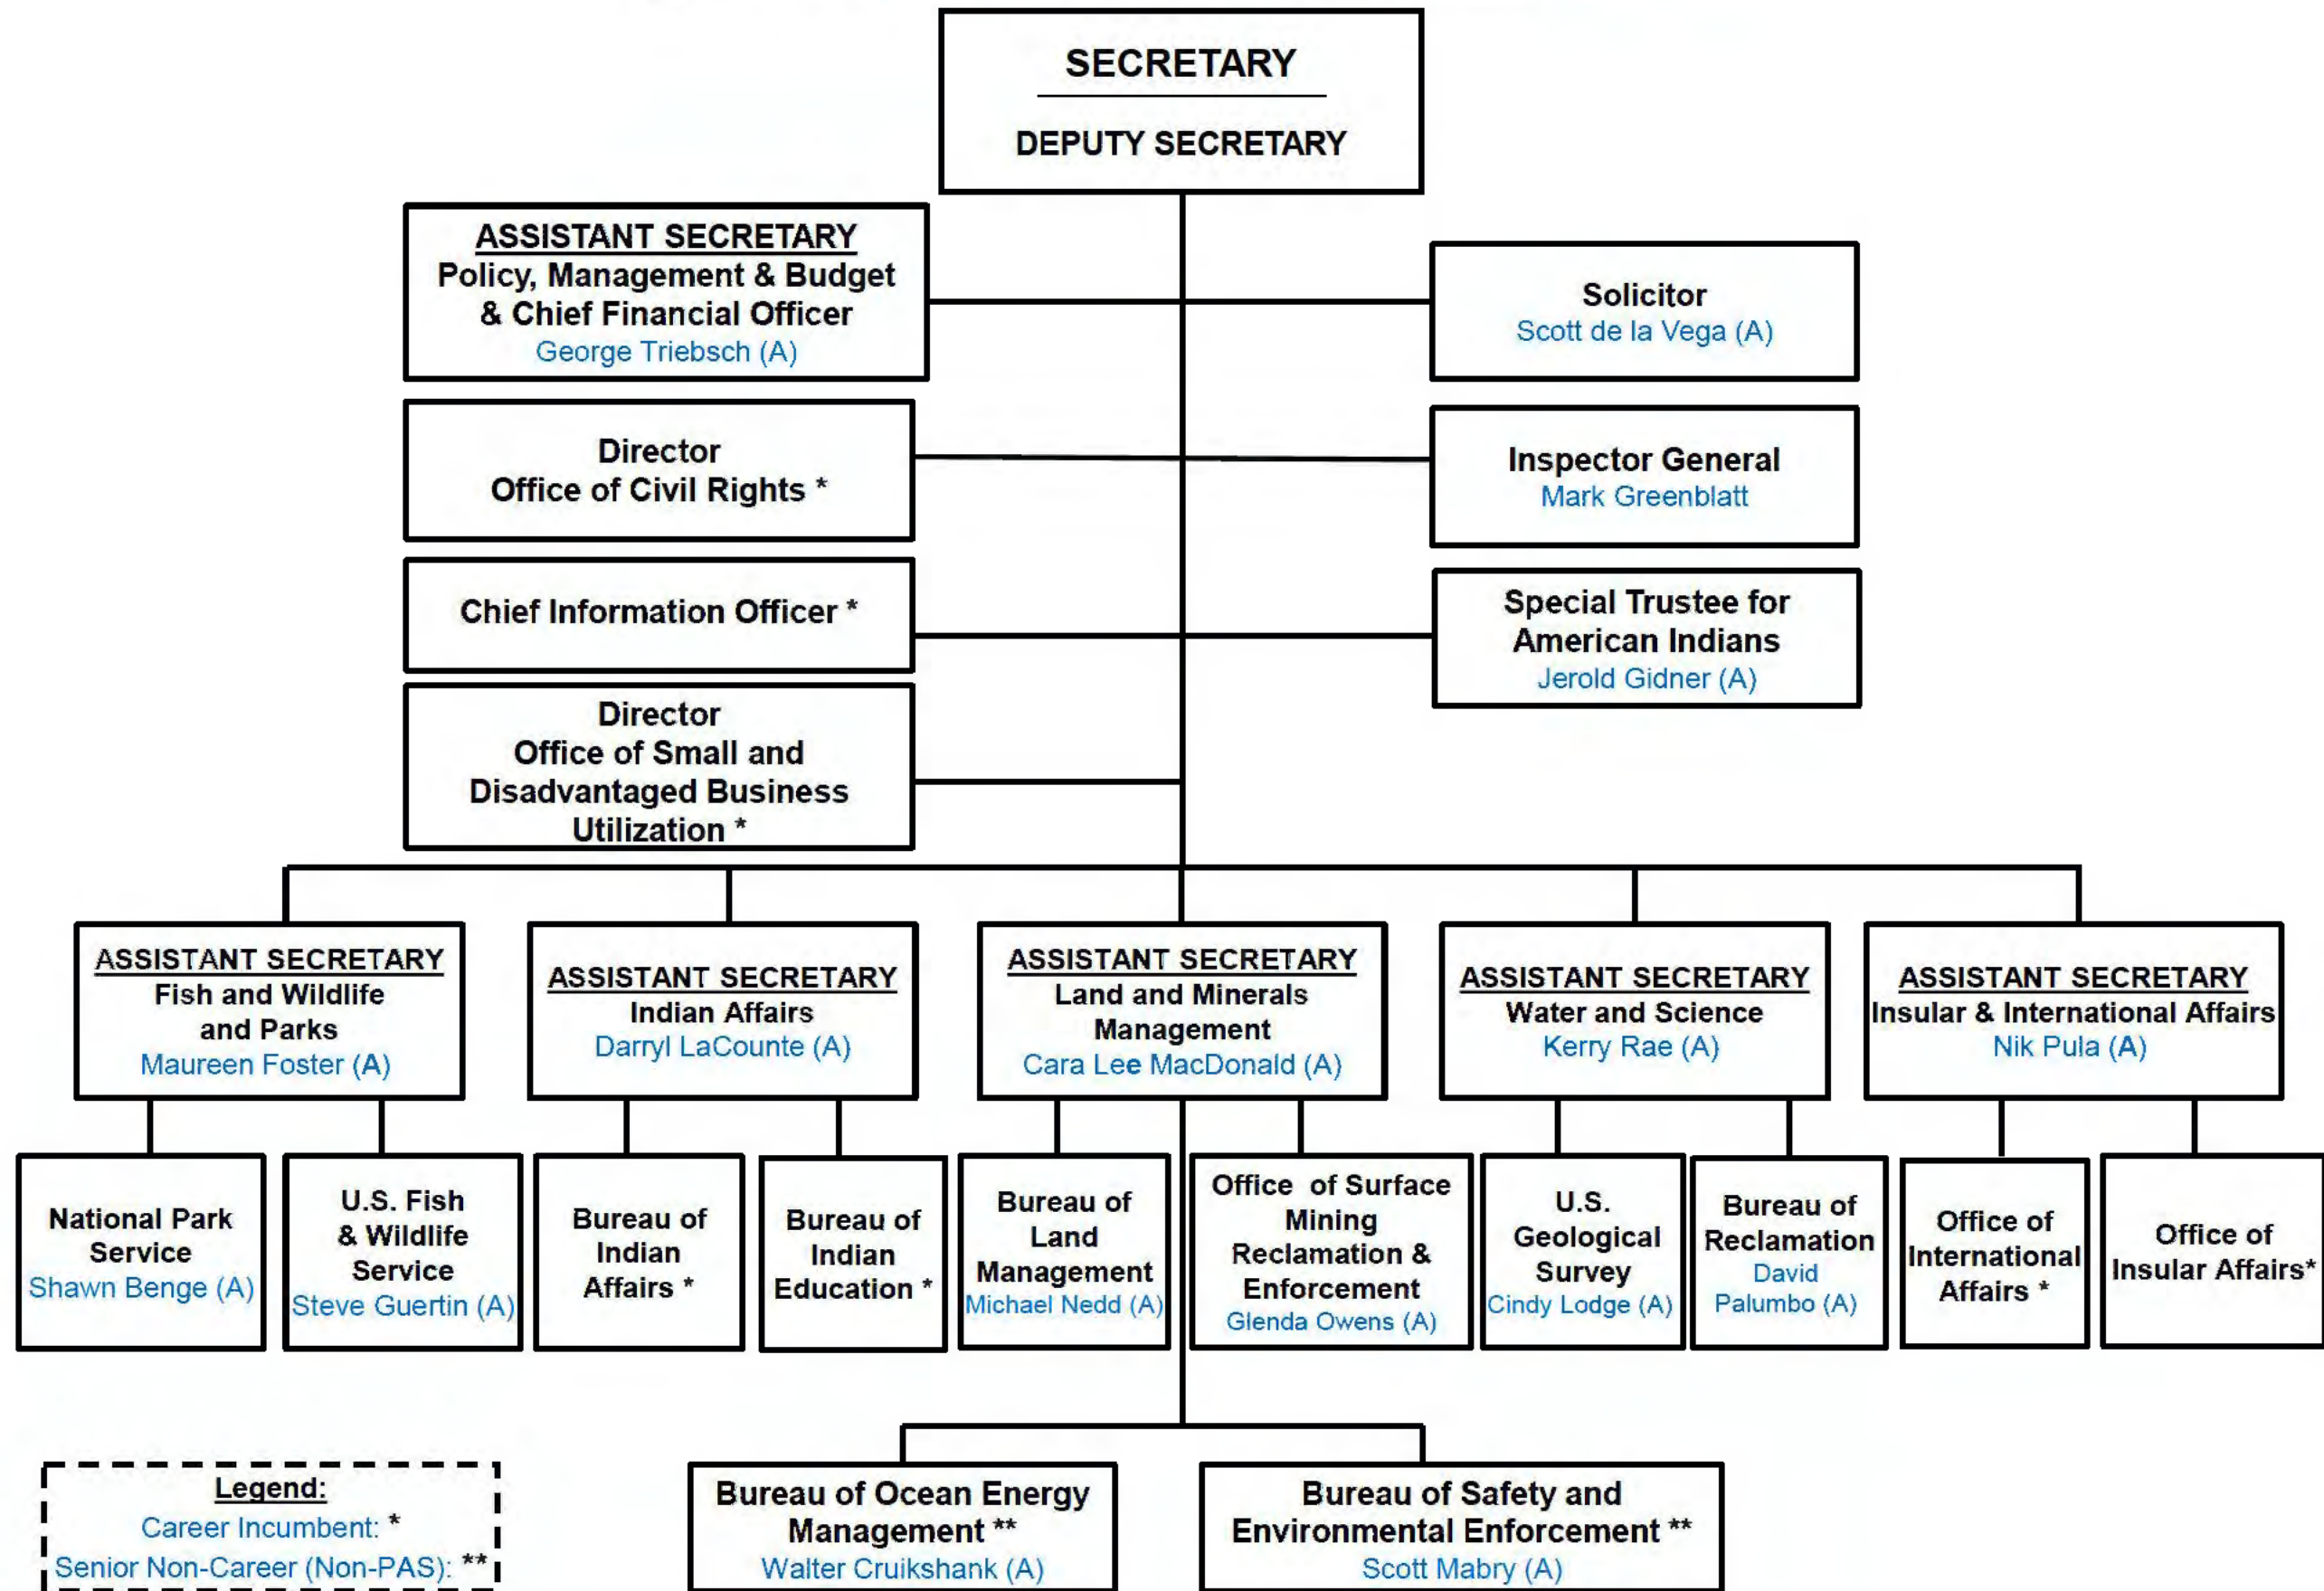 SECRETARY
DEPUTY SECRETARY
ASSISTANT SECRETARY
Policy, Management & Budget
& Chief Financial Officer
George Triebsch (A)
Solicitor
Scott de la Vega (A)
Director
Office of Civil Rights *
Inspector General
Mark Greenblatt
Chief Information Officer *
Special Trustee for
American Indians
Jerold Gidner (A)
Director
Office of Small and
Disadvantaged Business
Utilization *
ASSISTANT SECRETARY
Fish and Wildlife
and Parks
Maureen Foster (A)
ASSISTANT SECRETARY
Indian Affairs
Darryl LaCounte (A)
ASSISTANT SECRETARY
Land and Minerals
Management
Cara Lee MacDonald (A)
ASSISTANT SECRETARY
Water and Science
Kerry Rae (A)
ASSISTANT SECRETARY
Insular & International Affairs
Nik Pula (A)
National Park
Service
Shawn Benge (A)
U.S. Fish
& Wildlife
Service
Steve Guertin (A)
Bureau of
Indian
Affairs *
Bureau of
Indian
Education *
Bureau of
Land
Management
Michael Nedd (A)
Office of Surface
Mining
Reclamation &
Enforcement
Glenda Owens (A)
U.S.
Geological
Survey
Cindy Lodge (A)
Bureau of
Reclamation
David
Palumbo (A)
Office of
International
Affairs *
Office of
Insular Affairs*
Legend:
Career Incumbent: *
Senior Non-Career (Non-PAS): **
Bureau of Ocean Energy
Management **
Walter Cruikshank (A)
Bureau of Safety and
Environmental Enforcement **
Scott Mabry (A)